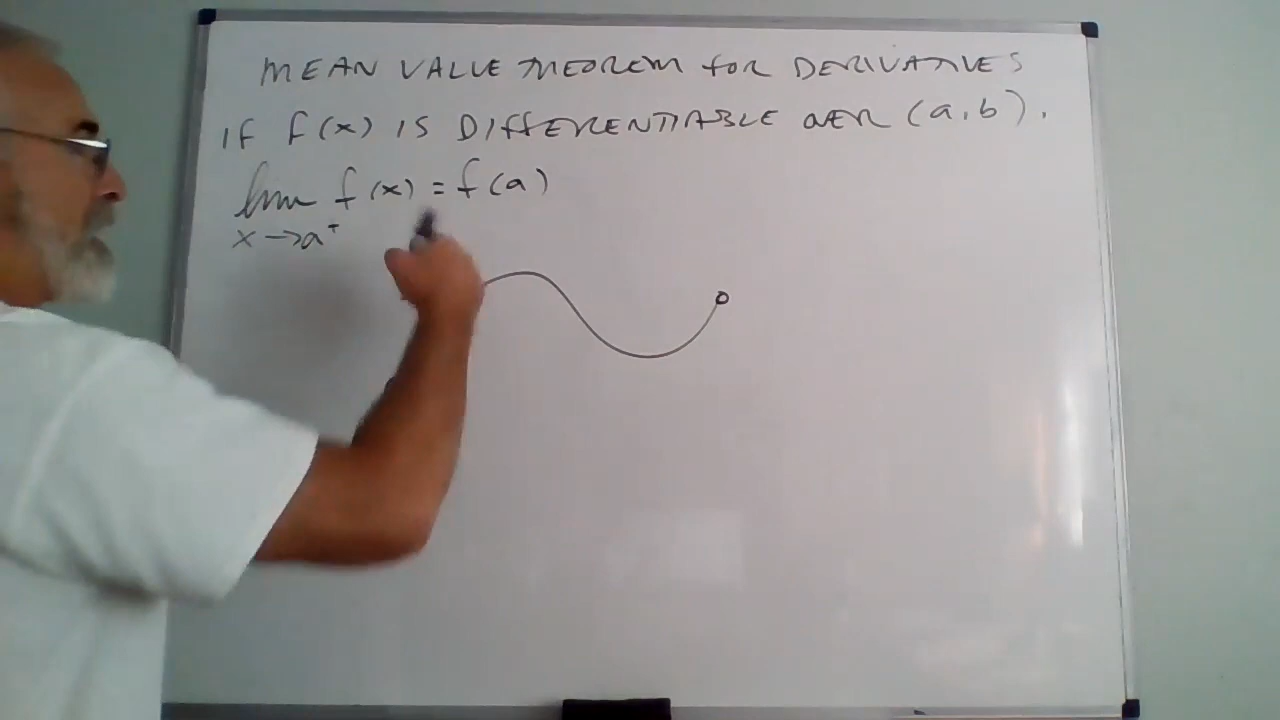 MEAN VALUE THEOREM for DERIVATIVES
IF f(x) IS DIFFERENTIABLE OVER (a,b).
lim f(x) = f(a)
x→a⁺